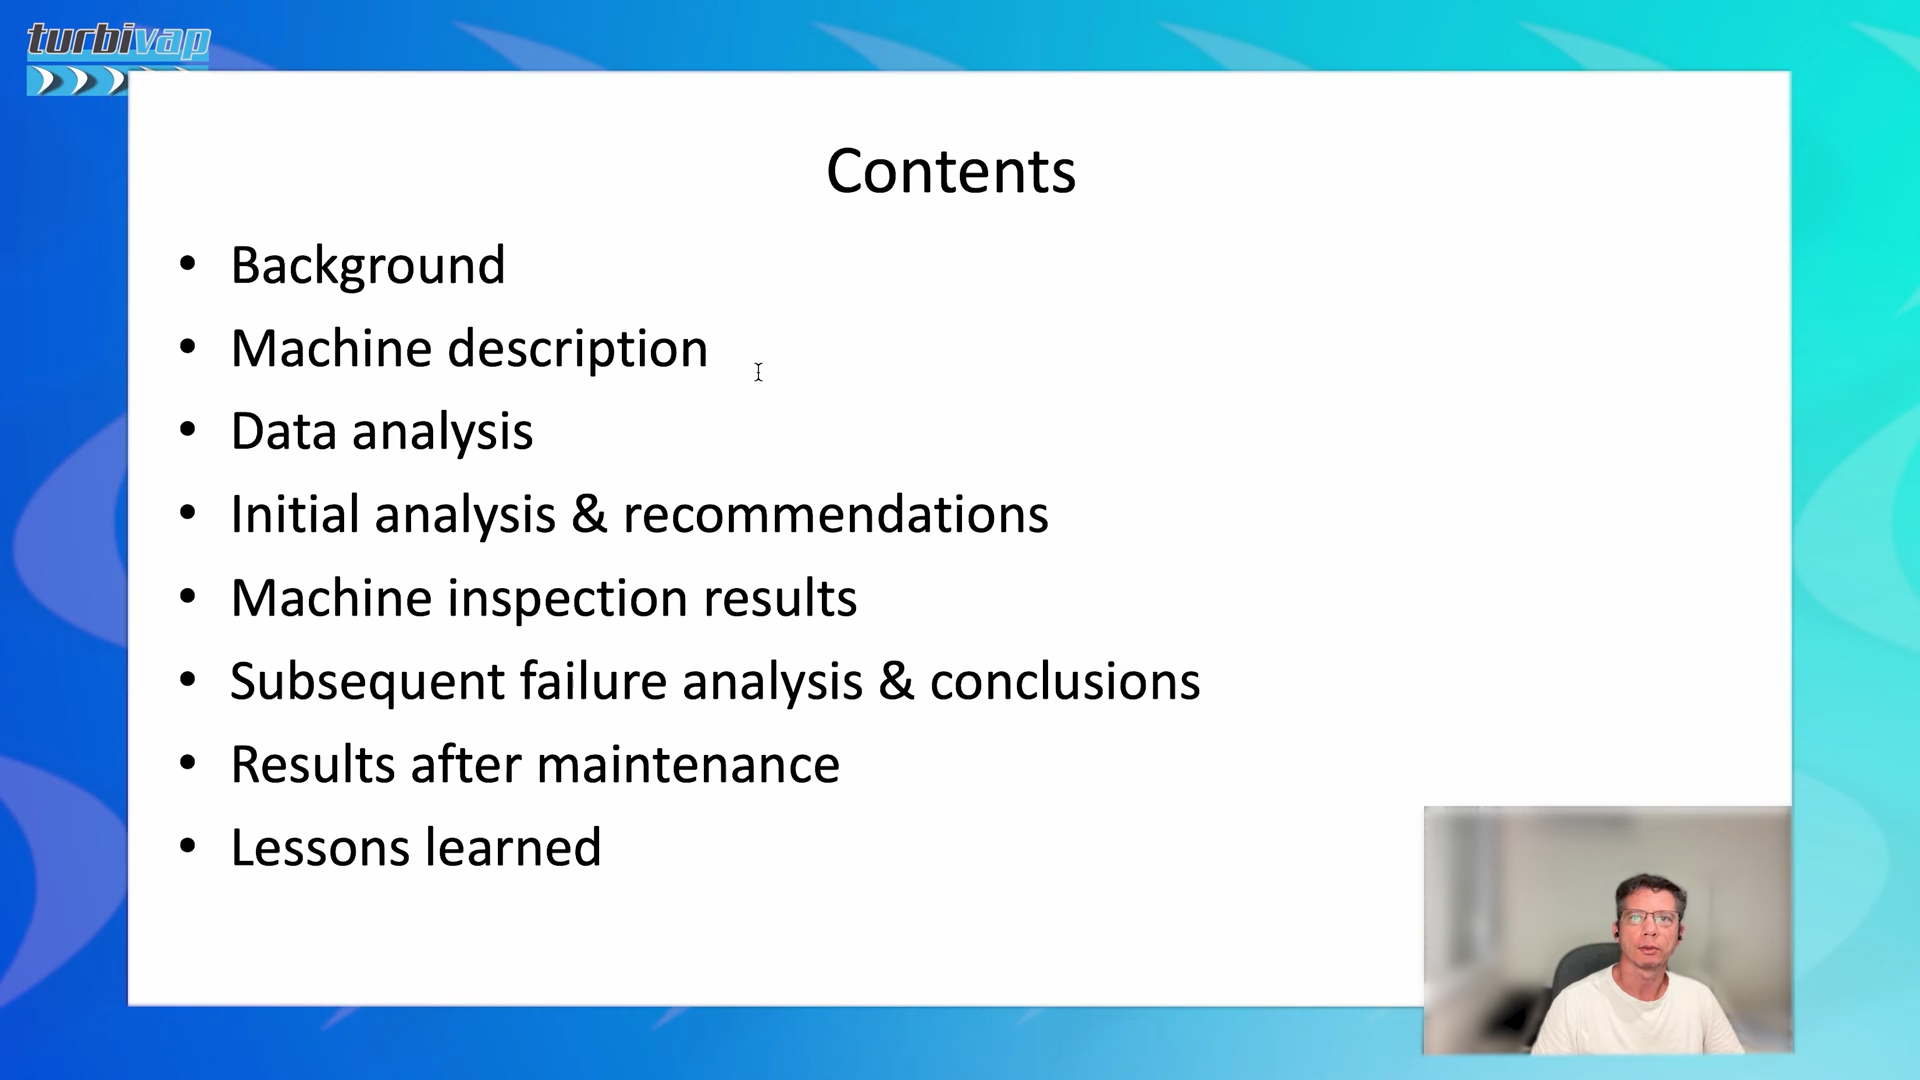 turbivap
Contents
• Background
• Machine description
• Data analysis
• Initial analysis & recommendations
• Machine inspection results
• Subsequent failure analysis & conclusions
• Results after maintenance
• Lessons learned